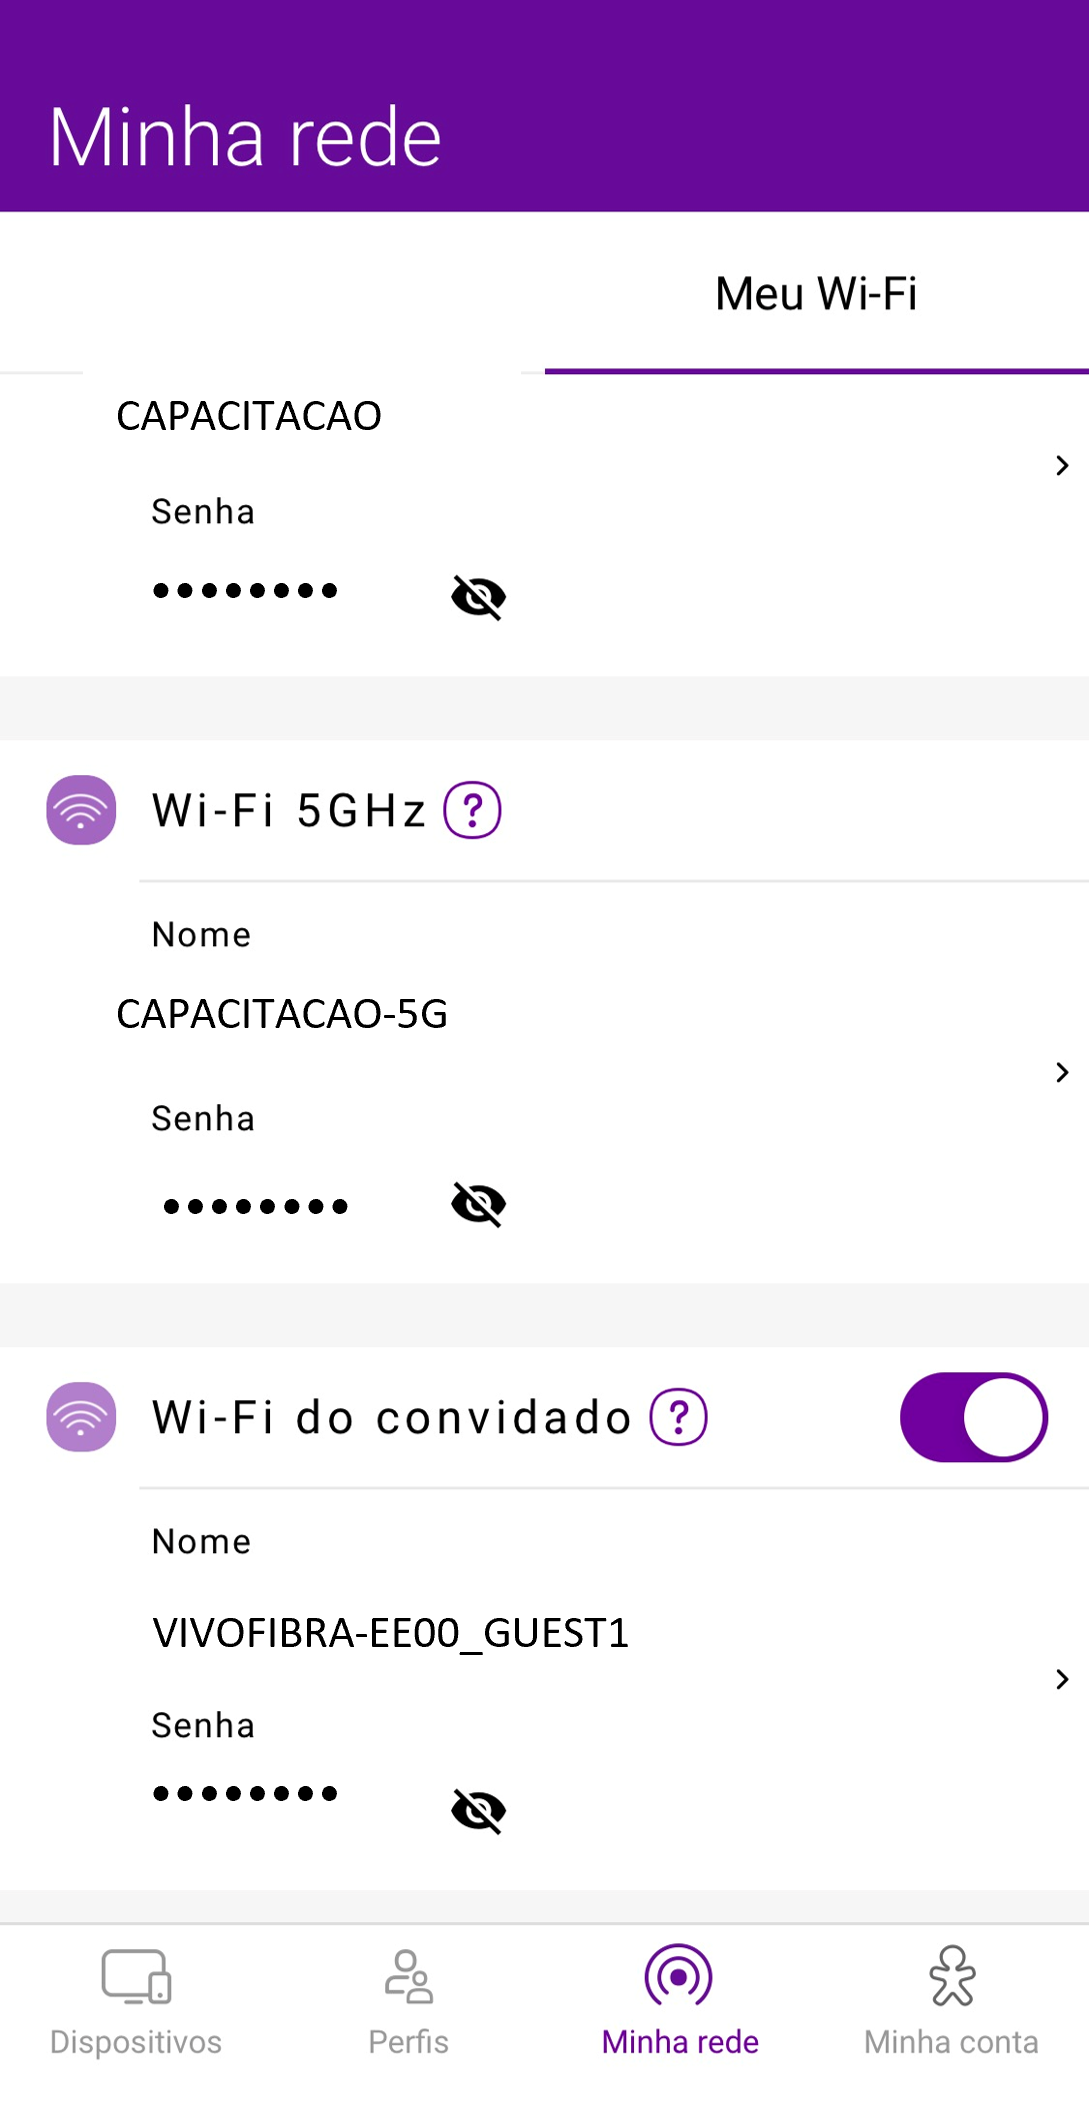 Minha rede
Meu Wi-Fi
CAPACITACAO
Senha
••••••••
Wi-Fi 5GHz ?
Nome
CAPACITACAO-5G
Senha
••••••••
Wi-Fi do convidado ?
Nome
VIVOFIBRA-EE00_GUEST1
Senha
••••••••
Dispositivos Perfis Minha rede Minha conta